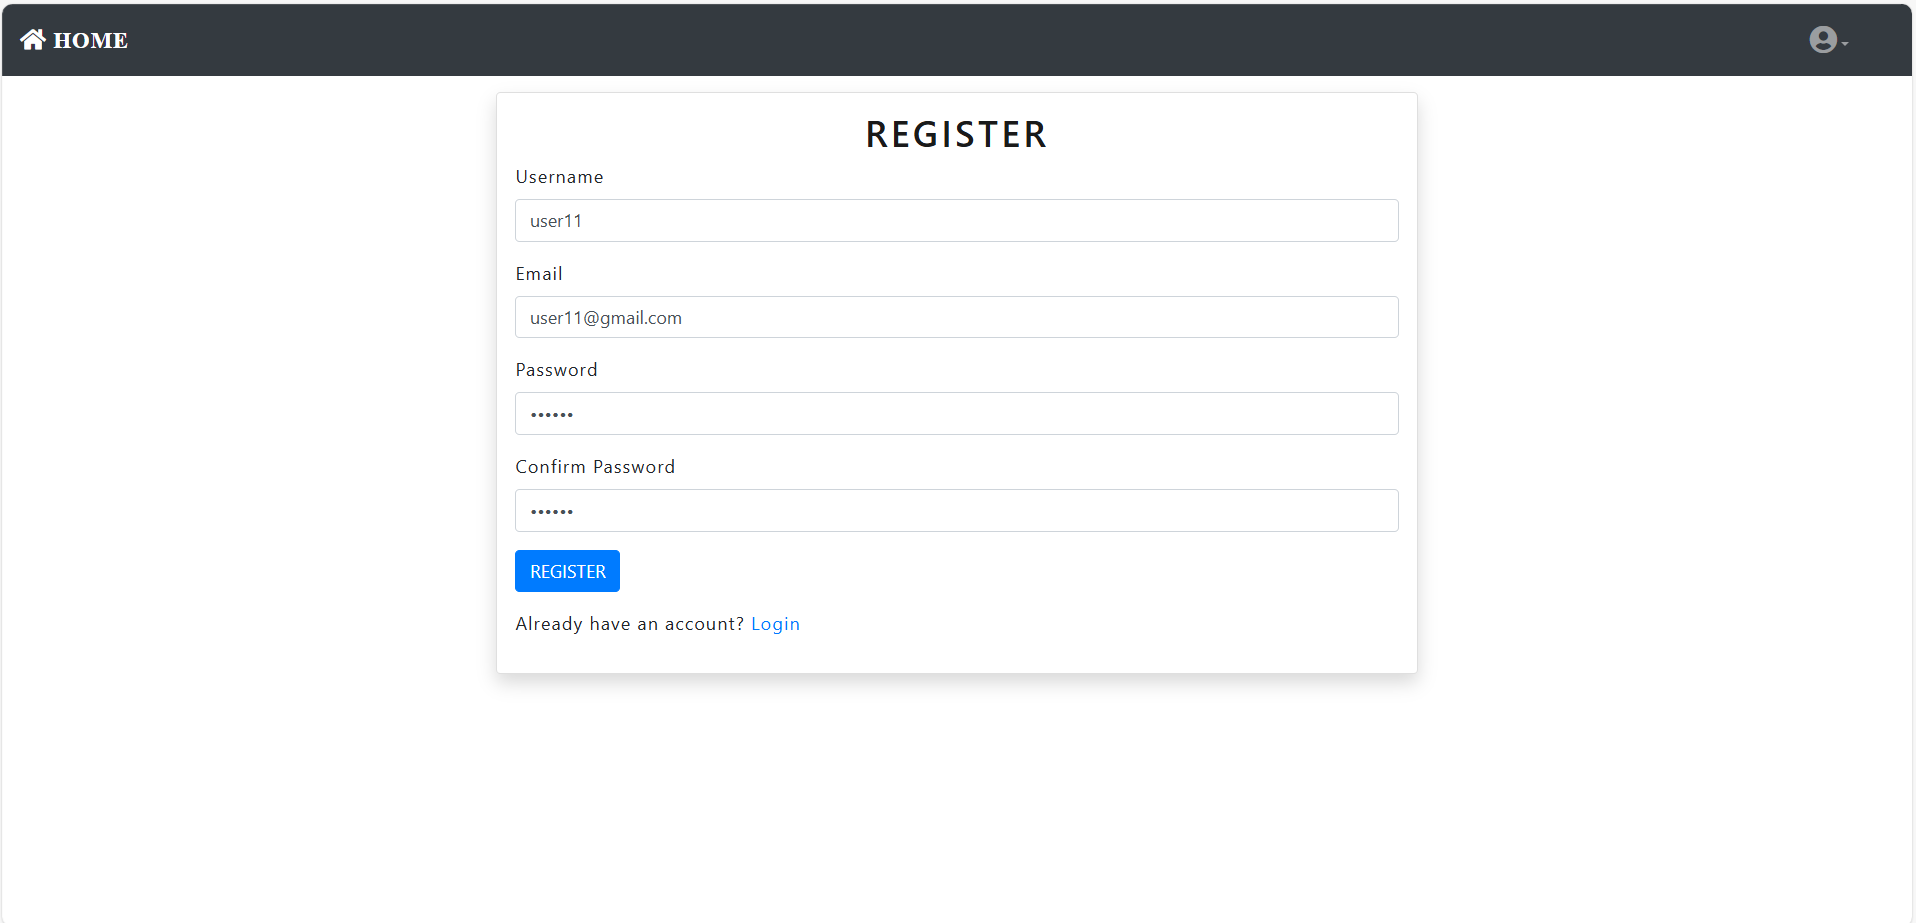 HOME
REGISTER
Username
user11
Email
user11@gmail.com
Password
••••••
Confirm Password
••••••
REGISTER
Already have an account? Login